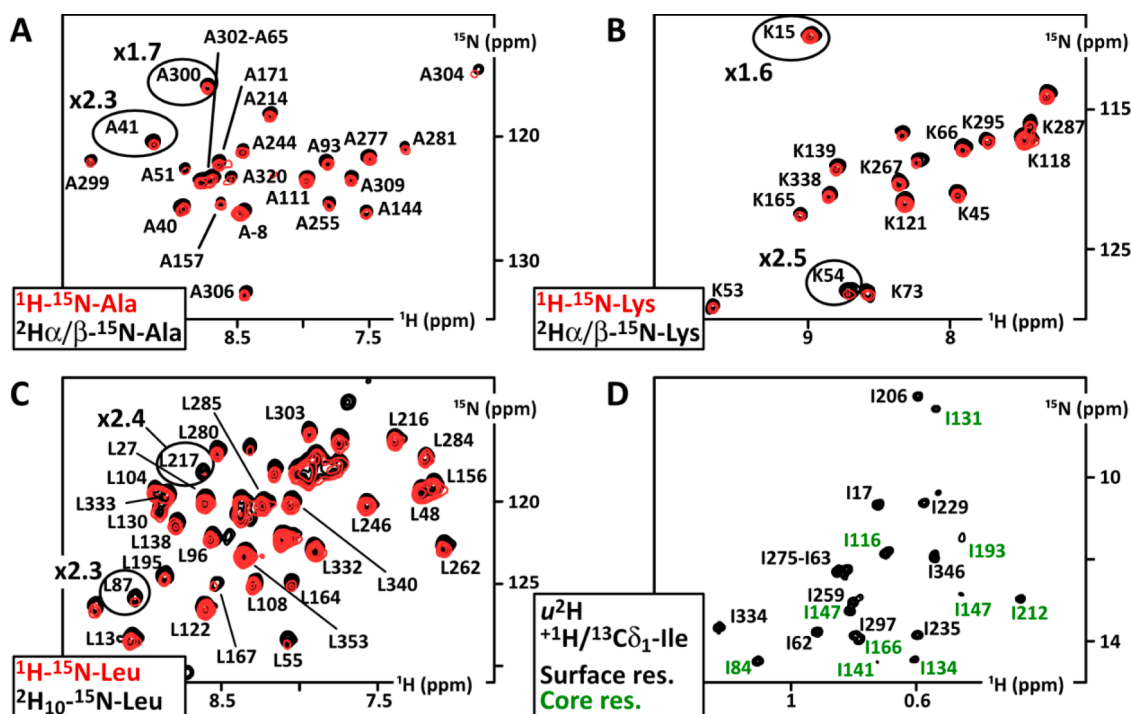 A
¹⁵N (ppm)
x1.7
A302-A65
A300
A171
A304
x2.3
A214
A41
A244
A93
A277
A281
120
A299
A51
A320
A111
A309
A40
A-8
A255
A144
A157
130
A306
¹H-¹⁵N-Ala
²Hα/β-¹⁵N-Ala
¹H (ppm)
8.5
7.5
B
K15
¹⁵N (ppm)
x1.6
115
K66
K295
K287
K139
K267
K118
K338
K165
K121
K45
x2.5
125
K54
K53
K73
¹H-¹⁵N-Lys
²Hα/β-¹⁵N-Lys
¹H (ppm)
9
8
C
L285
L303
¹⁵N (ppm)
x2.4
L280
L216
L27
L217
L284
L104
L156
L333
120
L130
L246
L48
L138
L96
L195
L332
L340
L262
x2.3
L87
125
L108
L164
L353
L13
L122
L167
L55
¹H-¹⁵N-Leu
²H₁₀-¹⁵N-Leu
¹H (ppm)
8.5
7.5
D
I206
¹⁵N (ppm)
I131
10
I17
I229
I116
I193
I275-I63
I346
I259
I147
I147
I212
I334
I297
I235
I62
I166
I84
I141
I134
u²H
+¹H/¹³Cδ₁-Ile
Surface res.
Core res.
14
¹H (ppm)
1
0.6